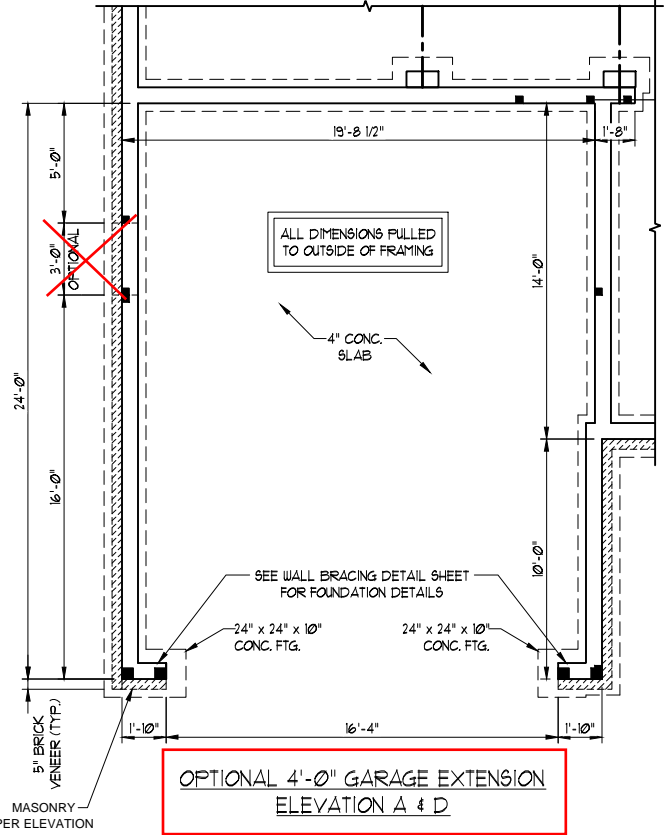 19'-8 1/2"
1'-8"
5'-0"
3'-0"
OPTIONAL
ALL DIMENSIONS PULLED
TO OUTSIDE OF FRAMING
14'-0"
4" CONC.
SLAB
24'-0"
16'-0"
10'-0"
SEE WALL BRACING DETAIL SHEET
FOR FOUNDATION DETAILS
24" x 24" x 10"
CONC. FTG.
24" x 24" x 10"
CONC. FTG.
5" BRICK
VENEER (TYP.)
1'-10"
16'-4"
1'-10"
MASONRY
PER ELEVATION
OPTIONAL 4'-0" GARAGE EXTENSION
ELEVATION A & D